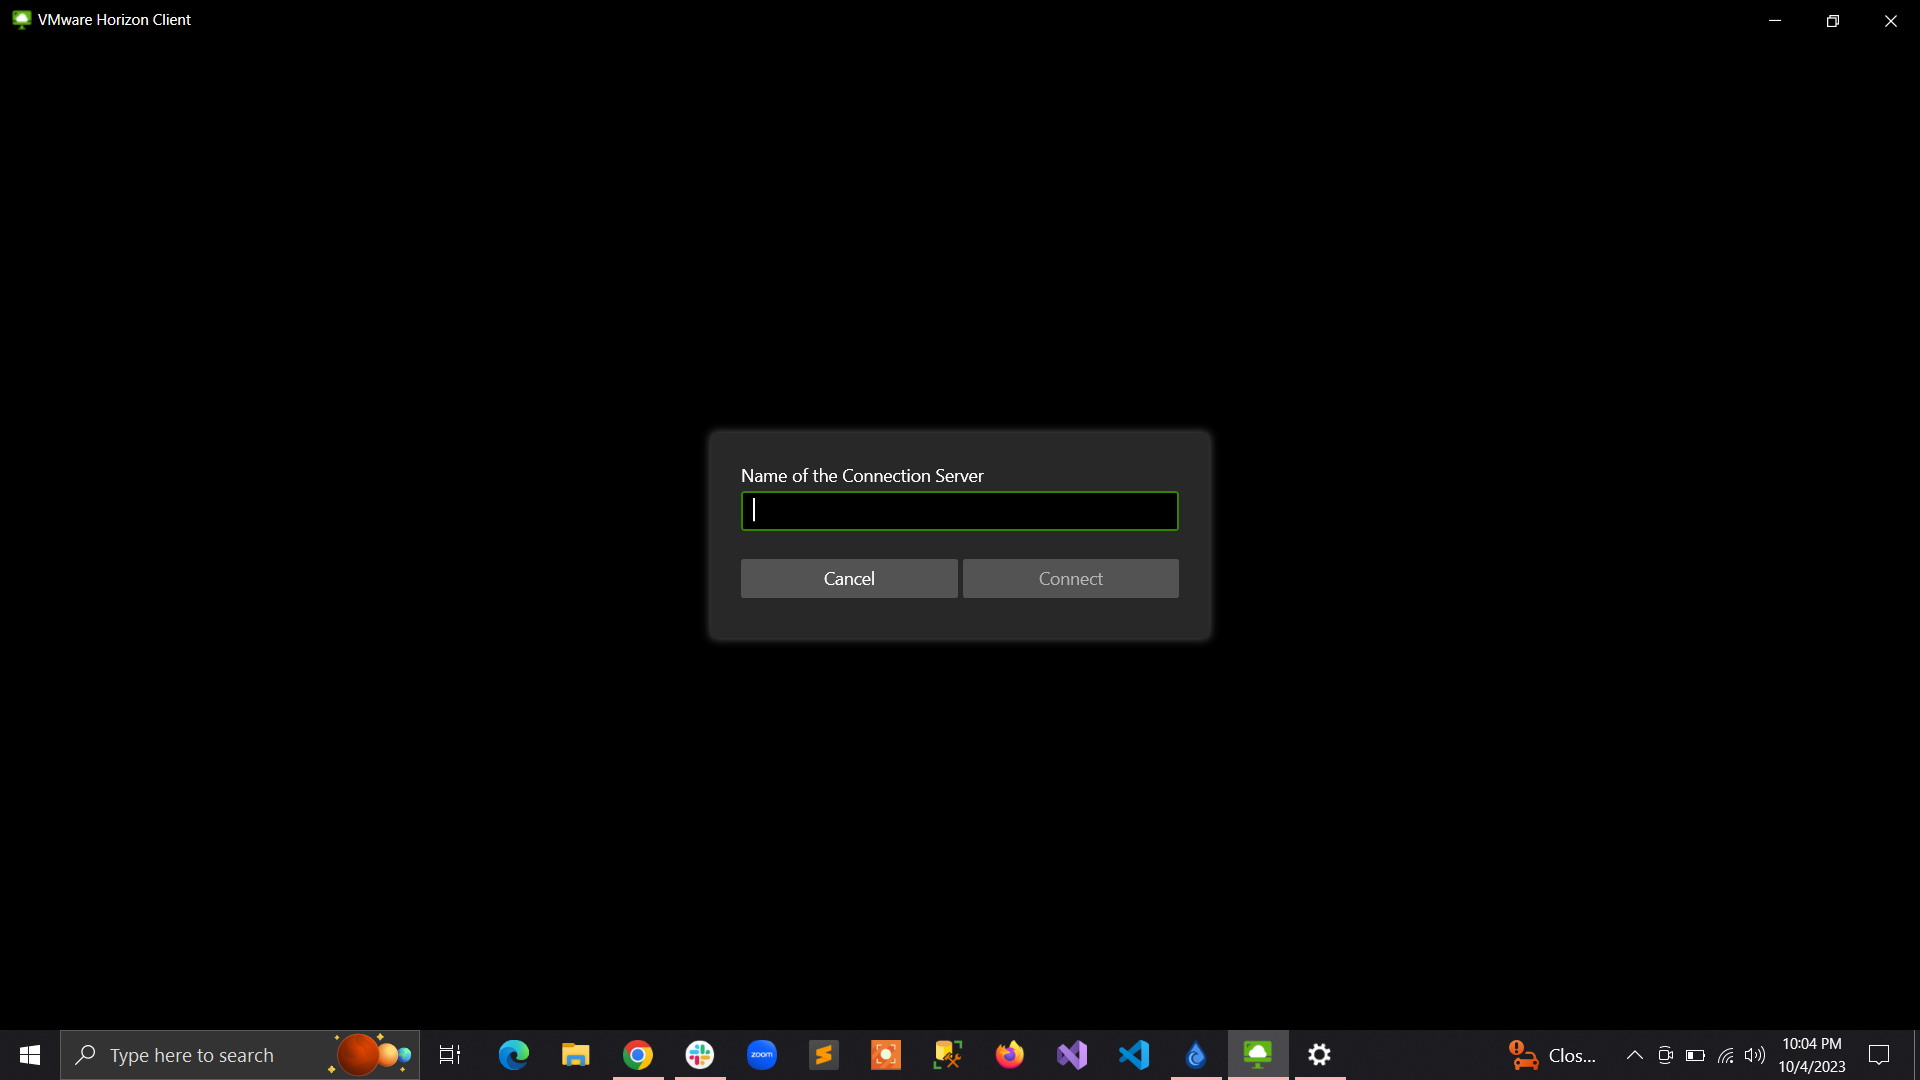 VMware Horizon Client
Name of the Connection Server
Cancel
Connect
Type here to search
zoom
Clos...
10:04 PM
10/4/2023